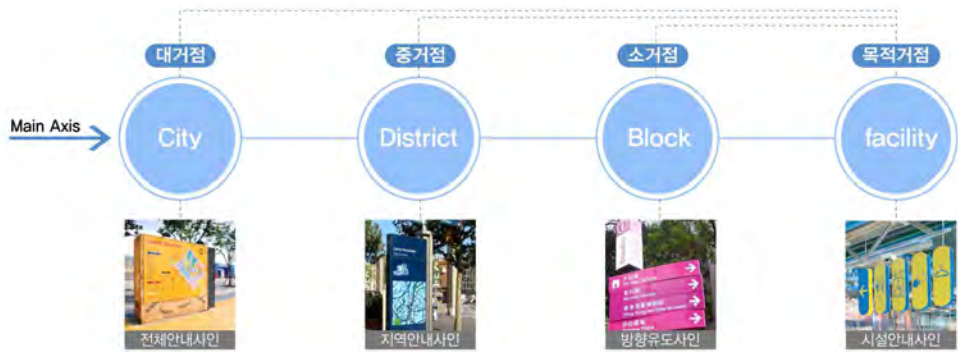 대거점
중거점
소거점
목적거점
Main Axis
City
District
Block
facility
전체안내사인
지역안내사인
방향유도사인
시설안내사인